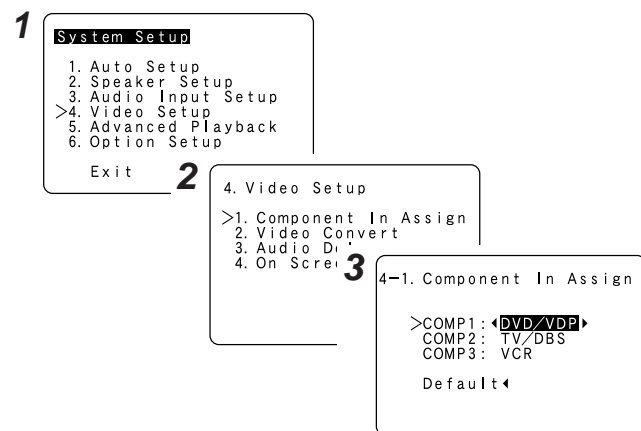 1
System Setup
1. Auto Setup
2. Speaker Setup
3. Audio Input Setup
>4. Video Setup
5. Advanced Playback
6. Option Setup
Exit
2
4. Video Setup
>1. Component In Assign
2. Video Convert
3. Audio
4. On
3
4-1. Component In Assign
>COMP1: ◂DVD/VDP▸
COMP2: TV/DBS
COMP3: VCR
Default◂